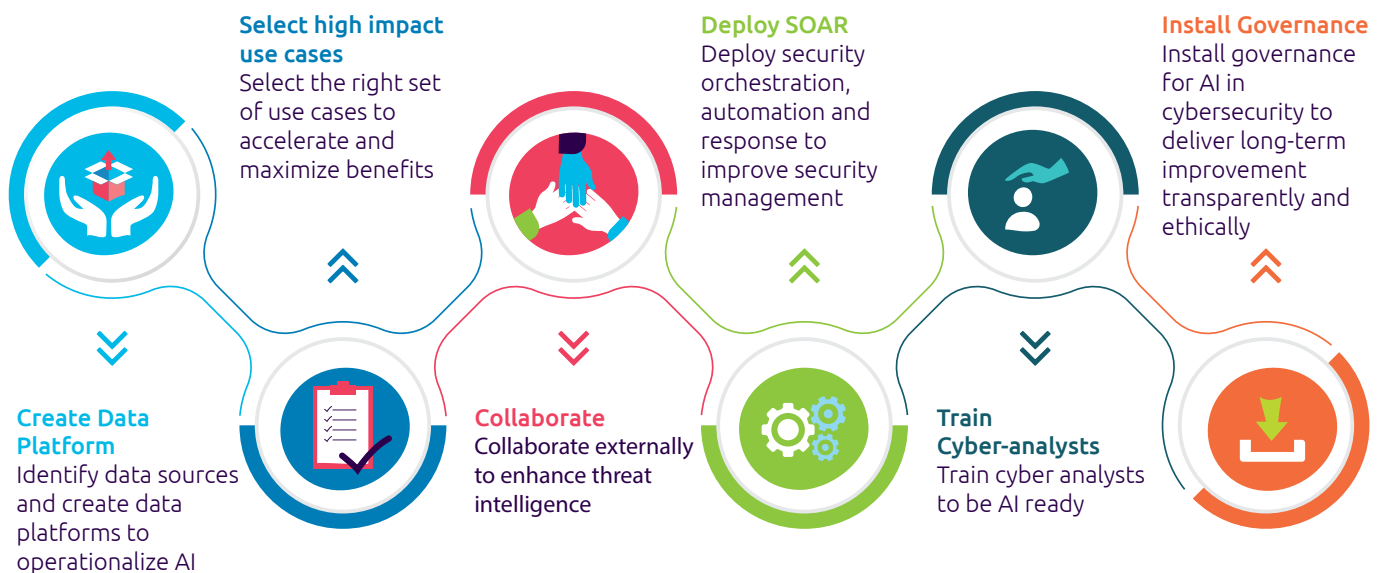 Create Data
Platform
Identify data sources
and create data
platforms to
operationalize AI
Select high impact
use cases
Select the right set
of use cases to
accelerate and
maximize benefits
Collaborate
Collaborate externally
to enhance threat
intelligence
Deploy SOAR
Deploy security
orchestration,
automation and
response to
improve security
management
Train
Cyber-analysts
Train cyber analysts
to be AI ready
Install Governance
Install governance
for AI in
cybersecurity to
deliver long-term
improvement
transparently and
ethically